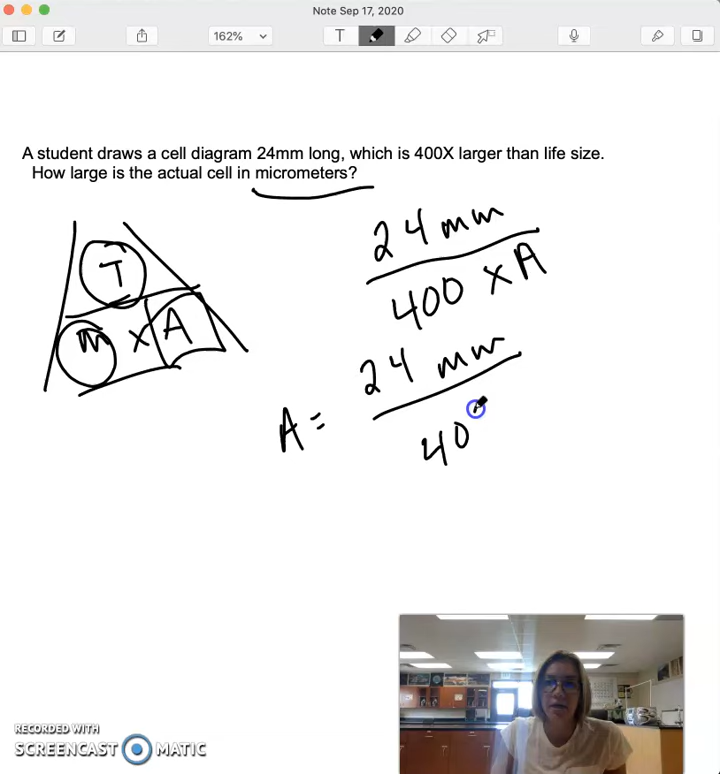 Note Sep 17, 2020
162%
T
A student draws a cell diagram 24mm long, which is 400X larger than life size.
How large is the actual cell in micrometers?
T
m x A
24 mm
400 x A
A = 24 mm
40
RECORDED WITH
SCREENCAST MATIC